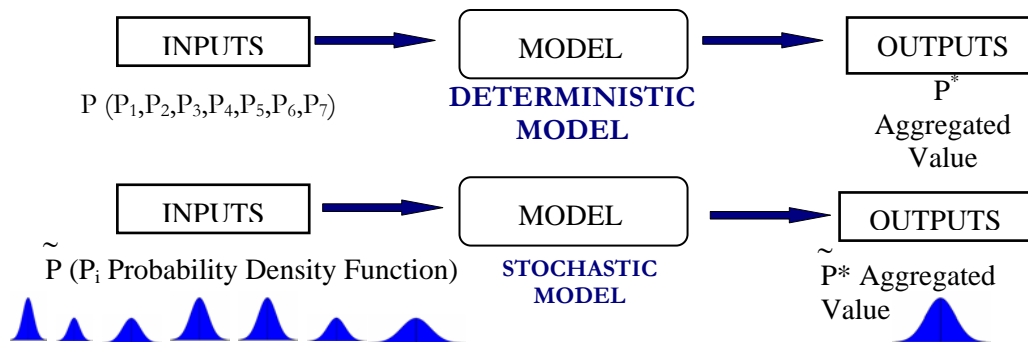 INPUTS
MODEL
OUTPUTS
P (P₁,P₂,P₃,P₄,P₅,P₆,P₇)
DETERMINISTIC
MODEL
P*
Aggregated
Value
INPUTS
MODEL
OUTPUTS
P̃ (Pᵢ Probability Density Function)
STOCHASTIC
MODEL
P̃* Aggregated
Value